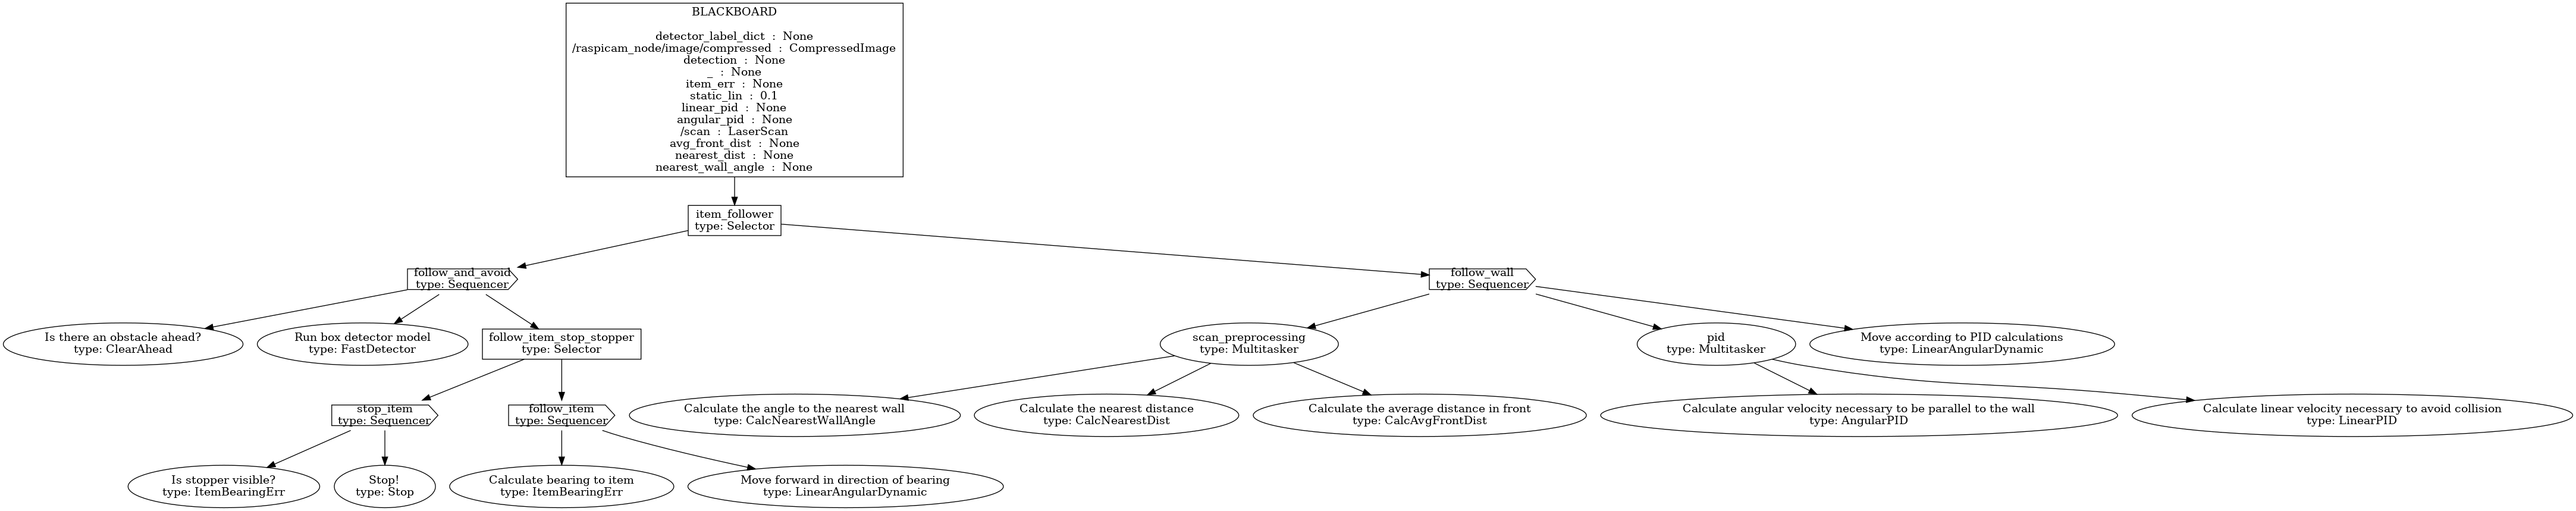 BLACKBOARD
detector_label_dict : None
/raspicam_node/image/compressed : CompressedImage
detection : None
_ : None
item_err : None
static_lin : 0.1
linear_pid : None
angular_pid : None
/scan : LaserScan
avg_front_dist : None
nearest_dist : None
nearest_wall_angle : None
item_follower
type: Selector
follow_and_avoid
type: Sequencer
follow_wall
type: Sequencer
Is there an obstacle ahead?
type: ClearAhead
Run box detector model
type: FastDetector
follow_item_stop_stopper
type: Selector
scan_preprocessing
type: Multitasker
pid
type: Multitasker
Move according to PID calculations
type: LinearAngularDynamic
stop_item
type: Sequencer
follow_item
type: Sequencer
Calculate the angle to the nearest wall
type: CalcNearestWallAngle
Calculate the nearest distance
type: CalcNearestDist
Calculate the average distance in front
type: CalcAvgFrontDist
Calculate angular velocity necessary to be parallel to the wall
type: AngularPID
Calculate linear velocity necessary to avoid collision
type: LinearPID
Is stopper visible?
type: ItemBearingErr
Stop!
type: Stop
Calculate bearing to item
type: ItemBearingErr
Move forward in direction of bearing
type: LinearAngularDynamic